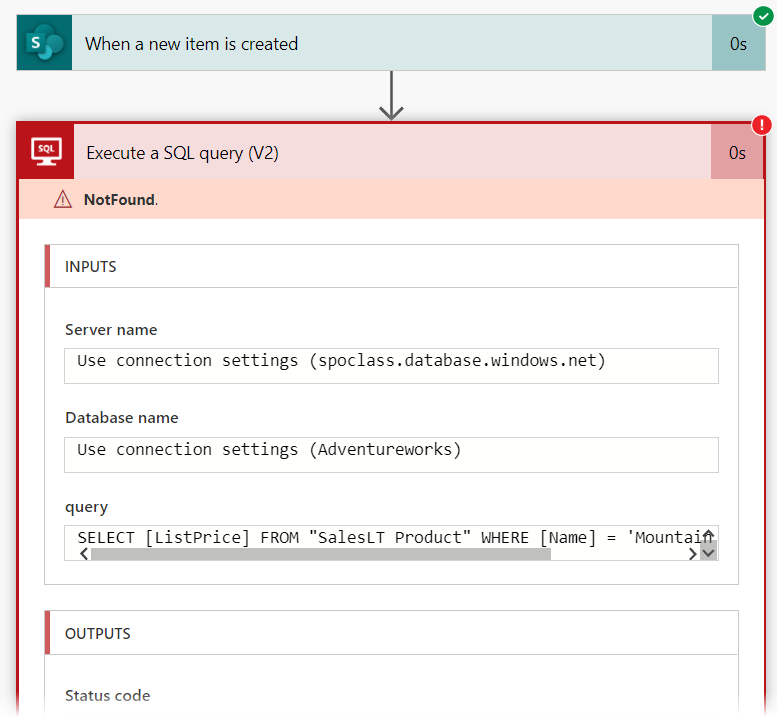 S
When a new item is created
0s
SQL
Execute a SQL query (V2)
0s
NotFound.
INPUTS
Server name
Use connection settings (spoclass.database.windows.net)
Database name
Use connection settings (Adventureworks)
query
SELECT [ListPrice] FROM "SalesLT Product" WHERE [Name] = 'Mountain
OUTPUTS
Status code